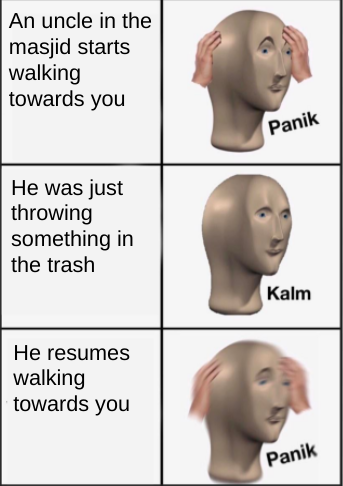 An uncle in the
masjid starts
walking
towards you
Panik
He was just
throwing
something in
the trash
Kalm
He resumes
walking
towards you
Panik